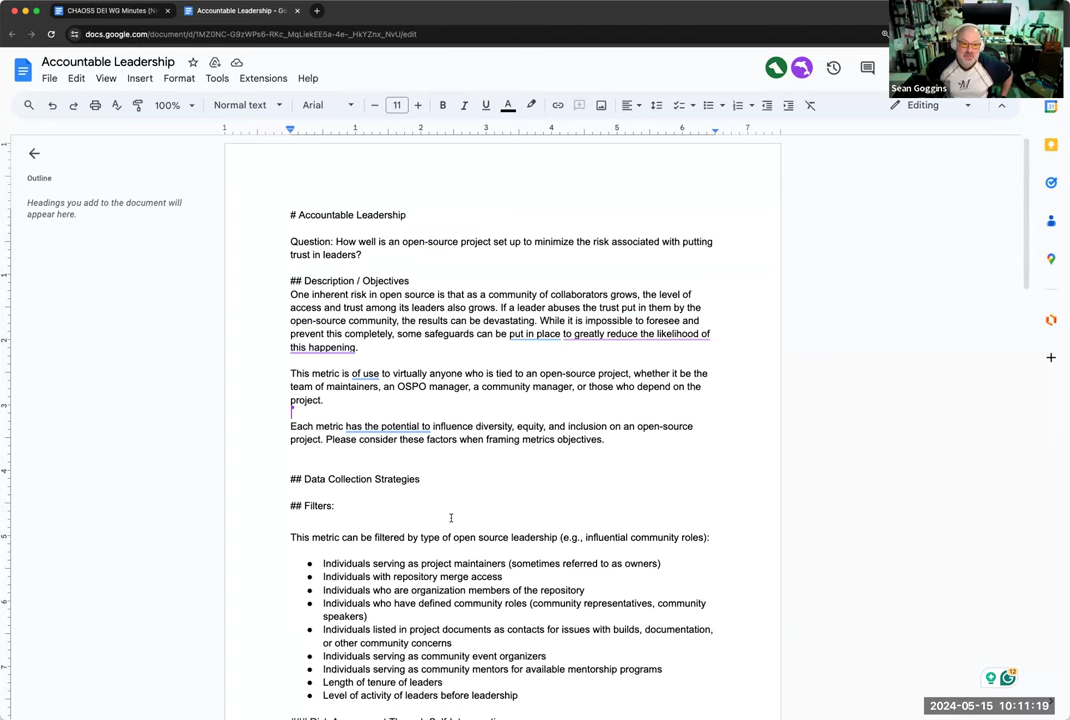 CHAOSS DEI WG Minutes (N
Accountable Leadership - Go
docs.google.com/document/d/1MZ0NC-G9zWPs6-RKc_MqLiekEE5a-4e-_HkYZnx_NvU/edit
Sean Goggins
Accountable Leadership
File Edit View Insert Format Tools Extensions Help
100% Normal text Arial 11 Editing
1 1 2 3 4 5 6 7
Outline
Headings you add to the document will
appear here.
# Accountable Leadership
Question: How well is an open-source project set up to minimize the risk associated with putting
trust in leaders?
## Description / Objectives
One inherent risk in open source is that as a community of collaborators grows, the level of
access and trust among its leaders also grows. If a leader abuses the trust put in them by the
open-source community, the results can be devastating. While it is impossible to foresee and
prevent this completely, some safeguards can be put in place to greatly reduce the likelihood of
this happening.
This metric is of use to virtually anyone who is tied to an open-source project, whether it be the
team of maintainers, an OSPO manager, a community manager, or those who depend on the
project.
Each metric has the potential to influence diversity, equity, and inclusion on an open-source
project. Please consider these factors when framing metrics objectives.
## Data Collection Strategies
## Filters:
This metric can be filtered by type of open source leadership (e.g., influential community roles):
● Individuals serving as project maintainers (sometimes referred to as owners)
● Individuals with repository merge access
● Individuals who are organization members of the repository
● Individuals who have defined community roles (community representatives, community
speakers)
● Individuals listed in project documents as contacts for issues with builds, documentation,
or other community concerns
● Individuals serving as community event organizers
● Individuals serving as community mentors for available mentorship programs
● Length of tenure of leaders
● Level of activity of leaders before leadership
12
2024-05-15 10:11:19